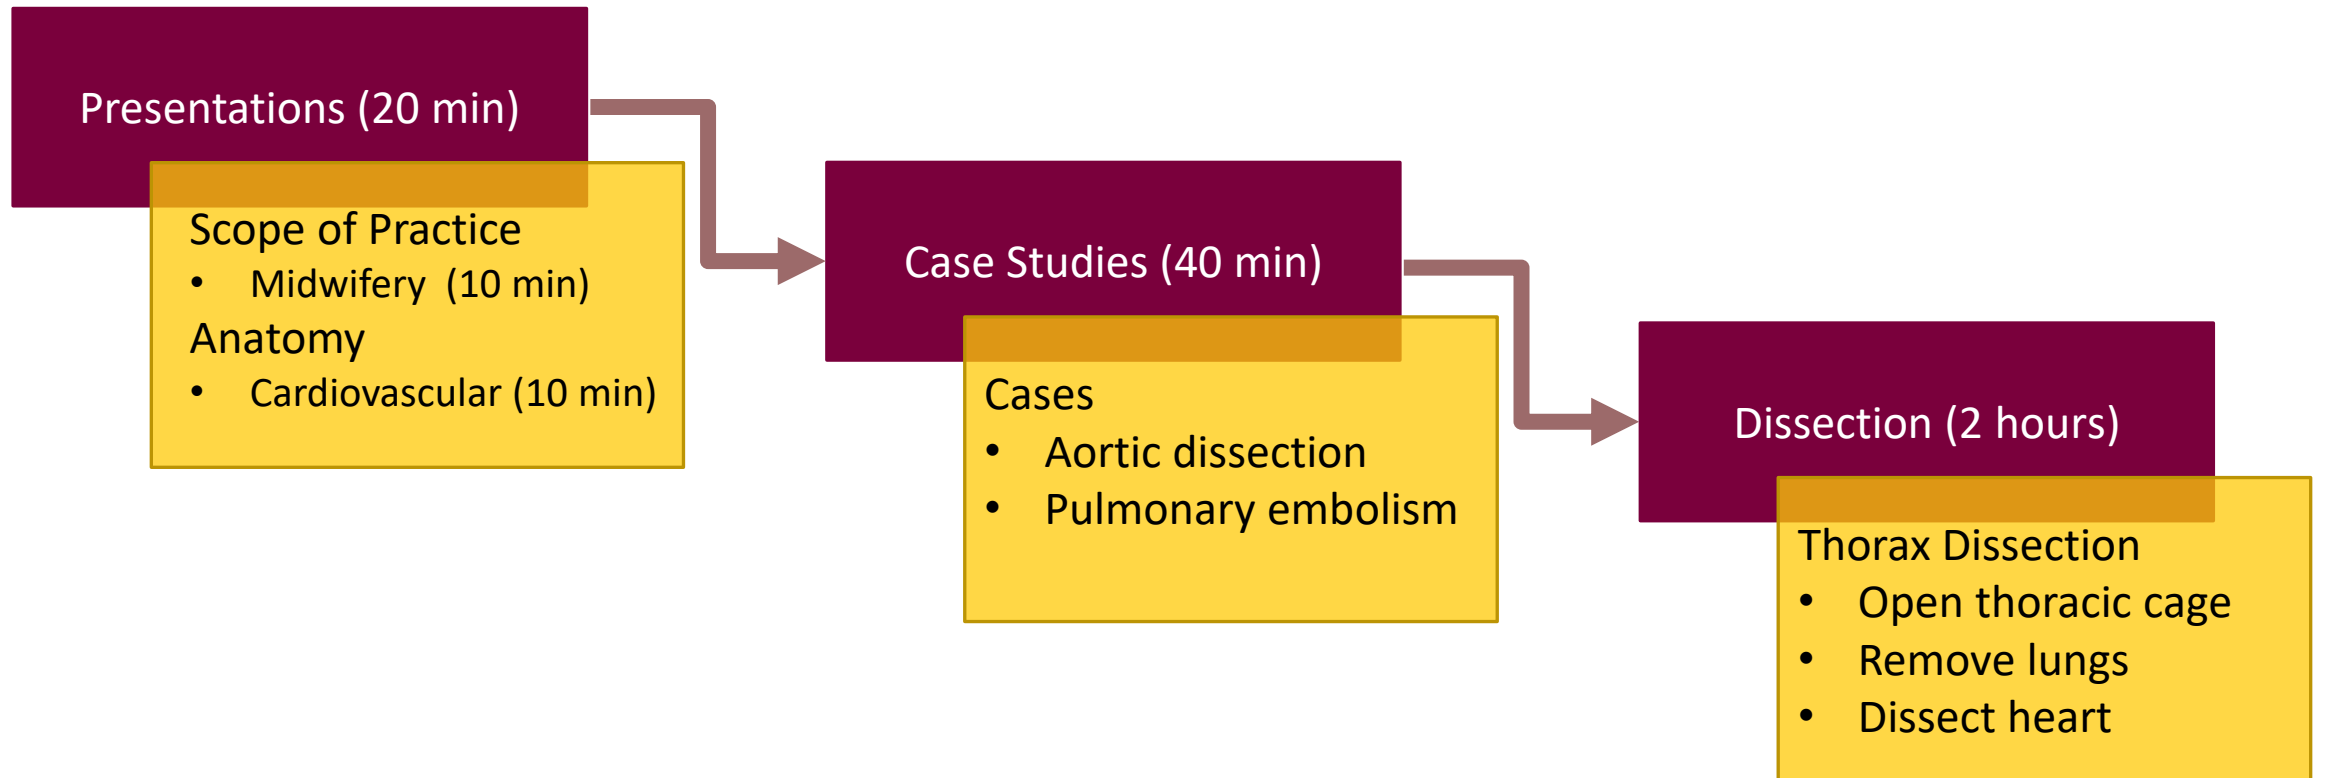 Presentations (20 min)
Scope of Practice
• Midwifery  (10 min)
Anatomy
• Cardiovascular (10 min)
Case Studies (40 min)
Cases
• Aortic dissection
• Pulmonary embolism
Dissection (2 hours)
Thorax Dissection
• Open thoracic cage
• Remove lungs
• Dissect heart